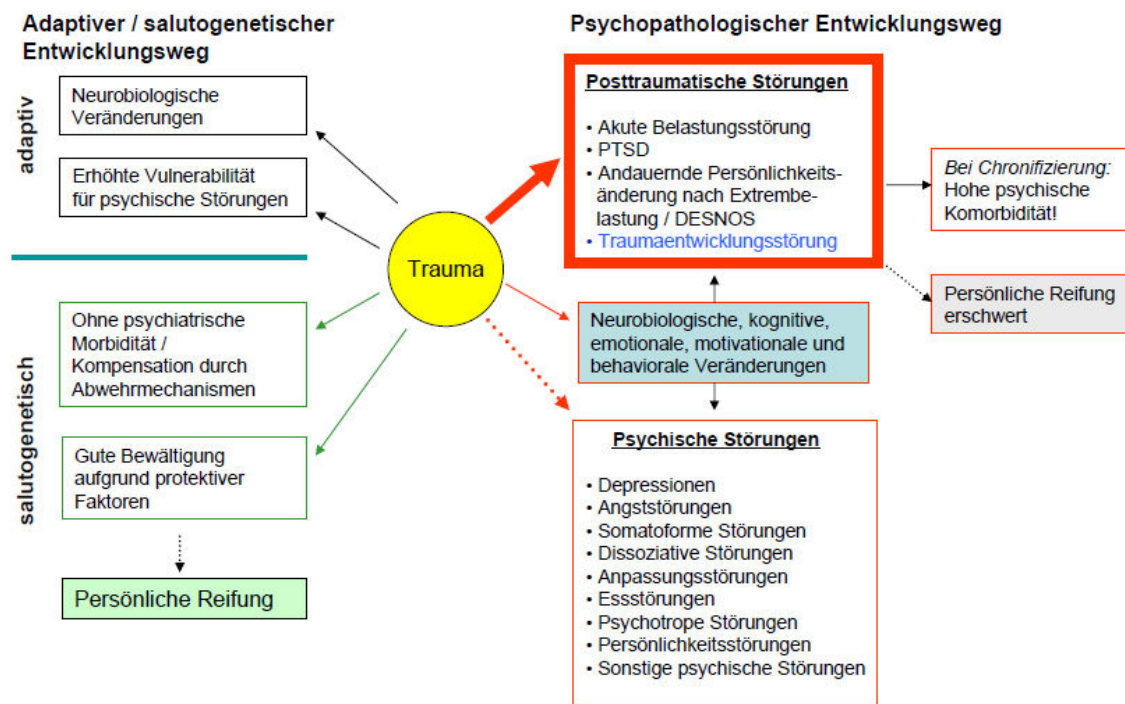 Adaptiver / salutogenetischer
Entwicklungsweg
adaptiv
Neurobiologische
Veränderungen
Erhöhte Vulnerabilität
für psychische Störungen
salutogenetisch
Ohne psychiatrische
Morbidität /
Kompensation durch
Abwehrmechanismen
Gute Bewältigung
aufgrund protektiver
Faktoren
Persönliche Reifung
Trauma
Psychopathologischer Entwicklungsweg
Posttraumatische Störungen
• Akute Belastungsstörung
• PTSD
• Andauernde Persönlichkeits-
änderung nach Extrembe-
lastung / DESNOS
• Traumaentwicklungsstörung
Bei Chronifizierung:
Hohe psychische
Komorbidität!
Persönliche Reifung
erschwert
Neurobiologische, kognitive,
emotionale, motivationale und
behaviorale Veränderungen
Psychische Störungen
• Depressionen
• Angststörungen
• Somatoforme Störungen
• Dissoziative Störungen
• Anpassungsstörungen
• Essstörungen
• Psychotrope Störungen
• Persönlichkeitsstörungen
• Sonstige psychische Störungen